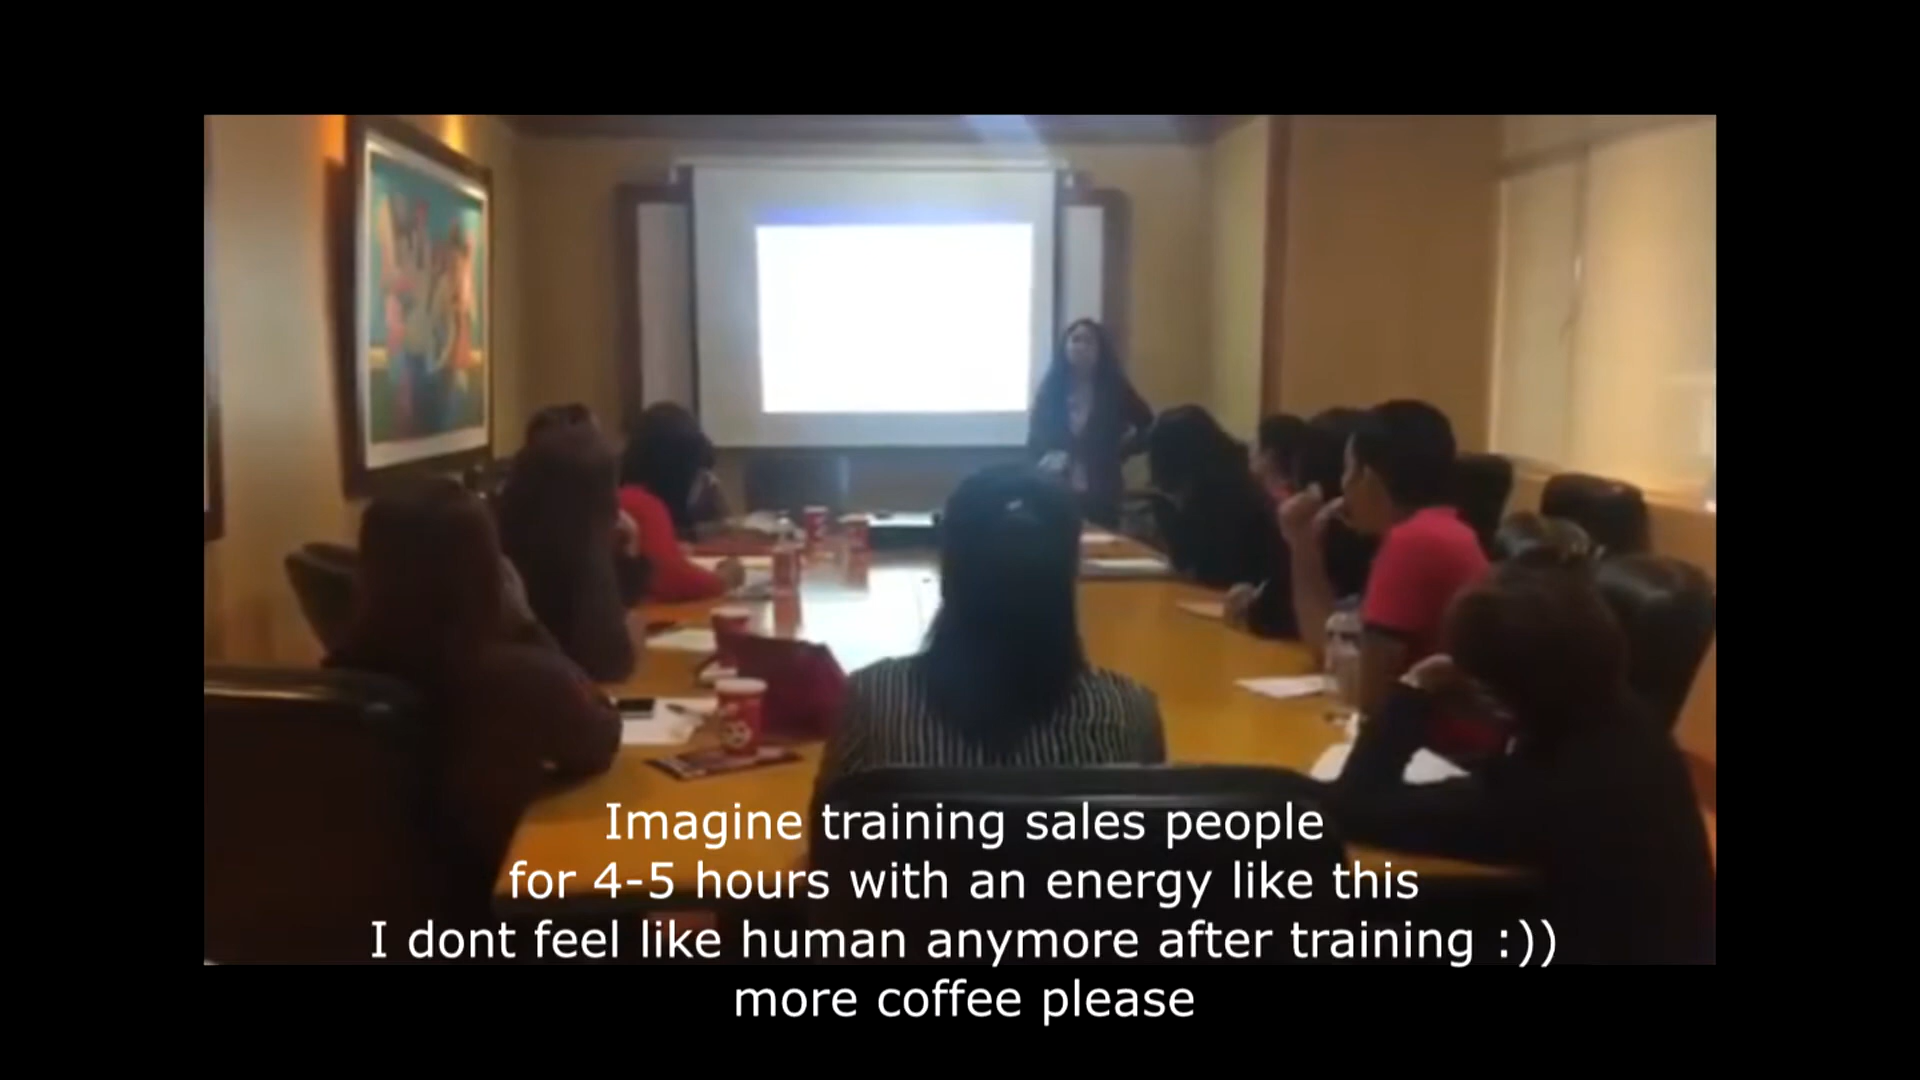 Imagine training sales people
for 4-5 hours with an energy like this
I dont feel like human anymore after training :))
more coffee please